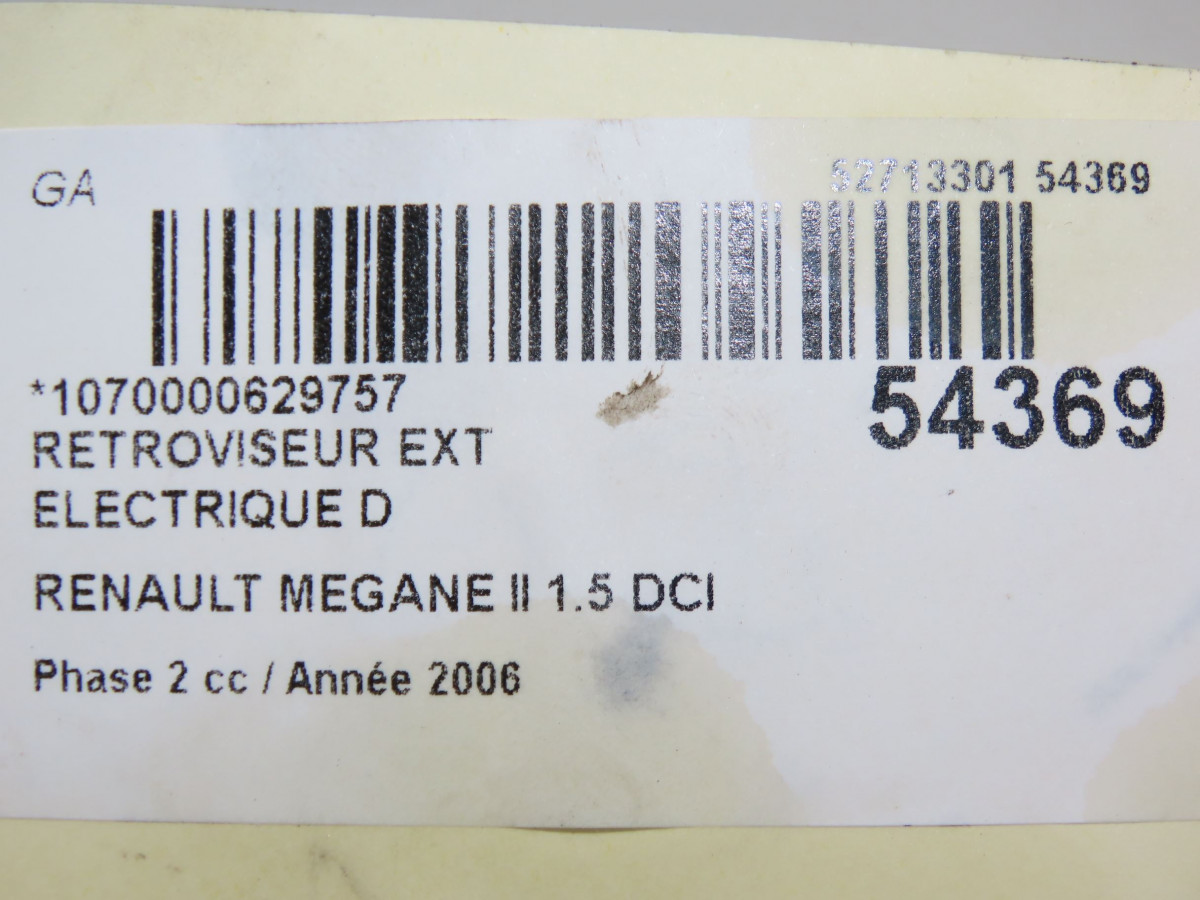 GA
52713301 54369
*1070000629757
54369
RETROVISEUR EXT
ELECTRIQUE D
RENAULT MEGANE II 1.5 DCI
Phase 2 cc / Année 2006